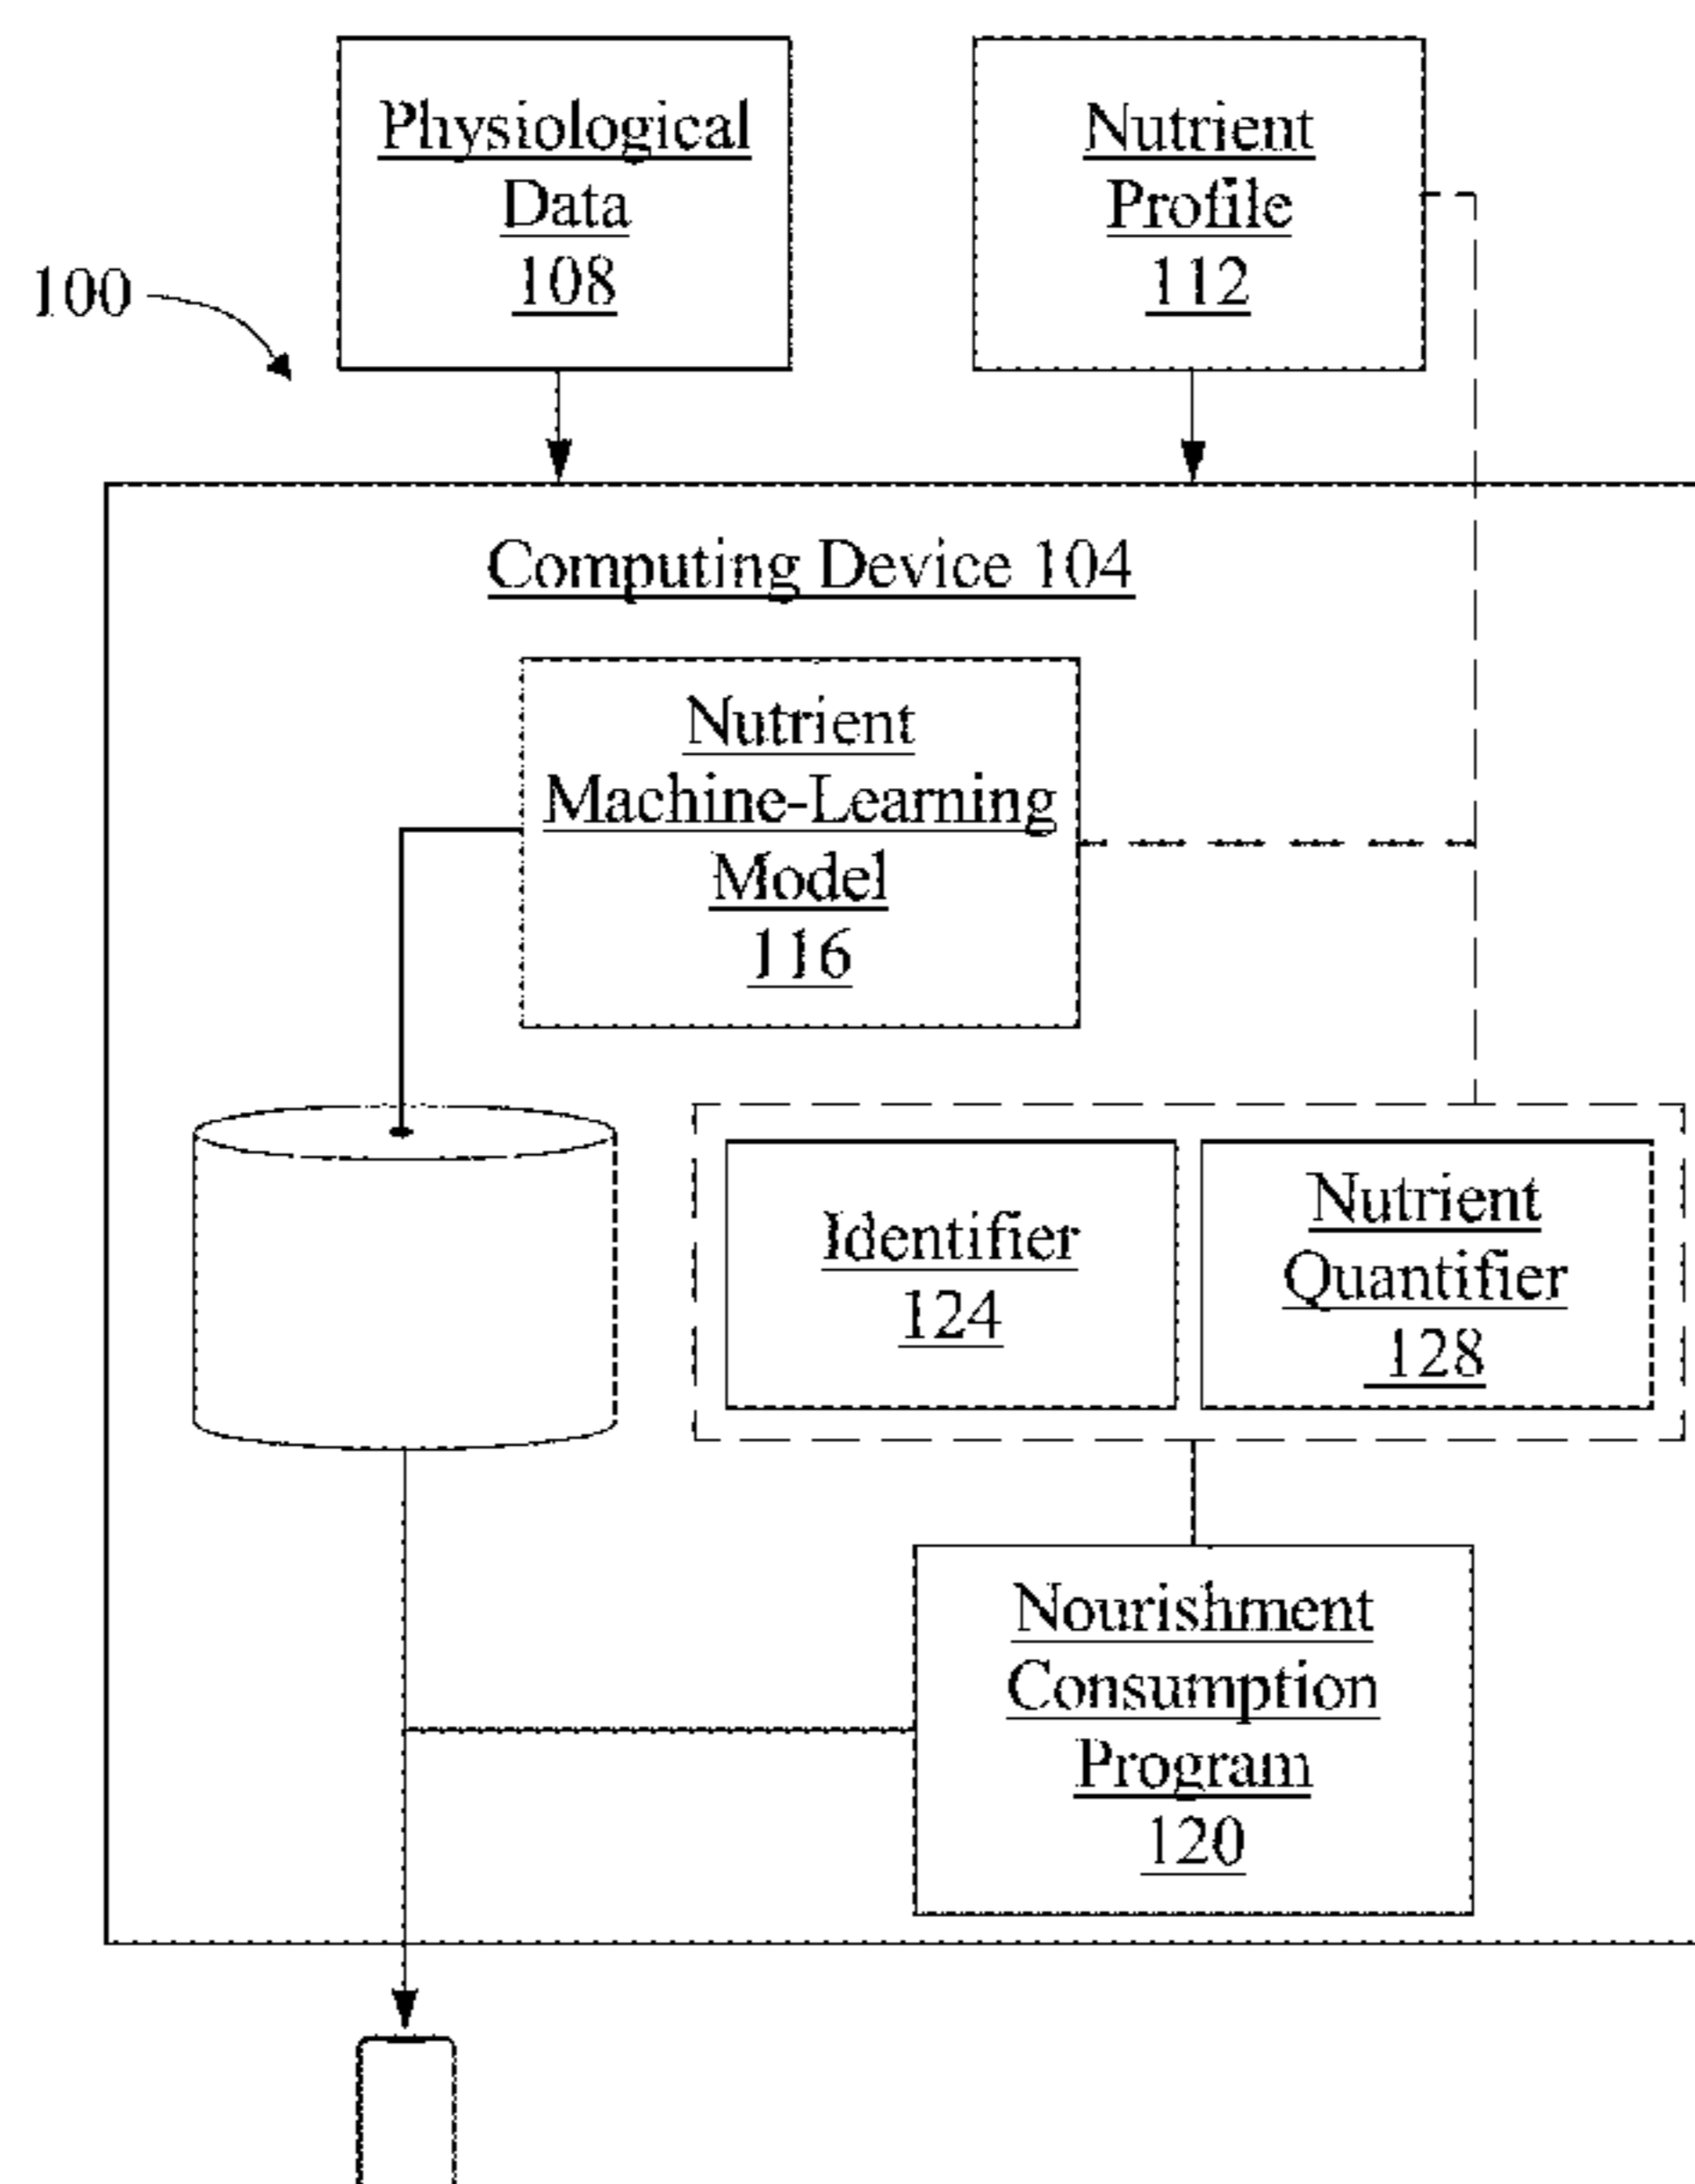 Physiological
Data
108
Nutrient
Profile
112
100
Computing Device 104
Nutrient
Machine-Learning
Model
116
Identifier
124
Nutrient
Quantifier
128
Nourishment
Consumption
Program
120